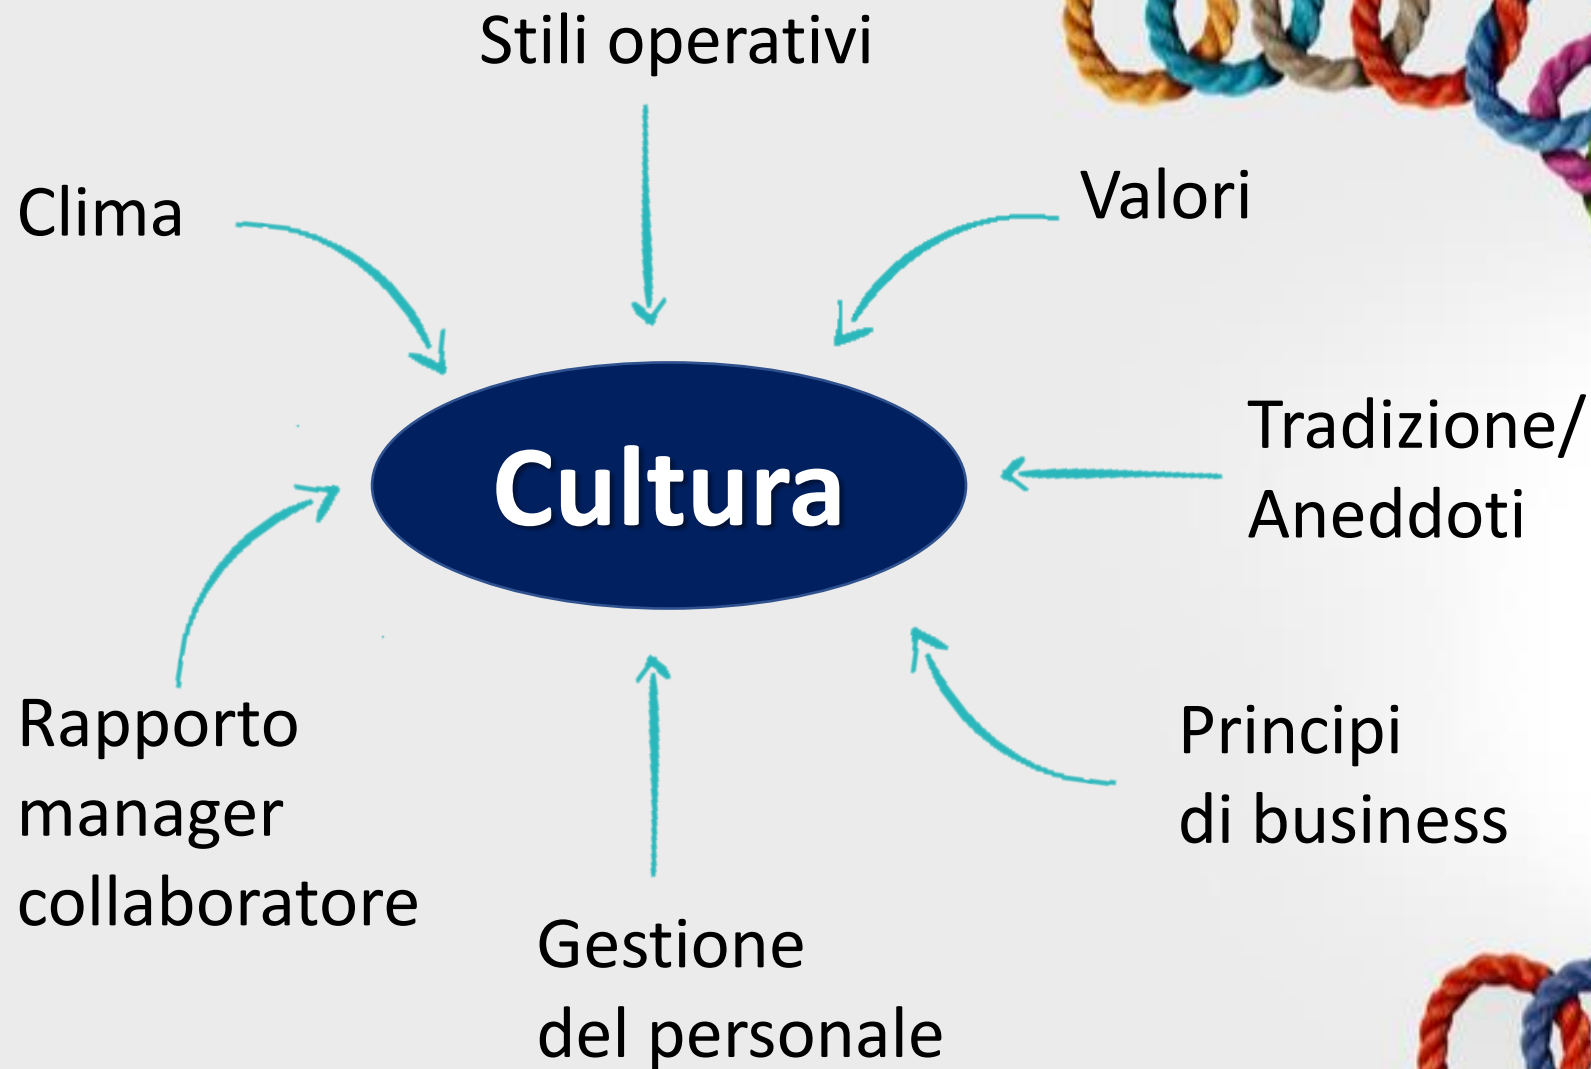 Stili operativi
Clima
Valori
Cultura
Tradizione/
Aneddoti
Rapporto
manager
collaboratore
Principi
di business
Gestione
del personale